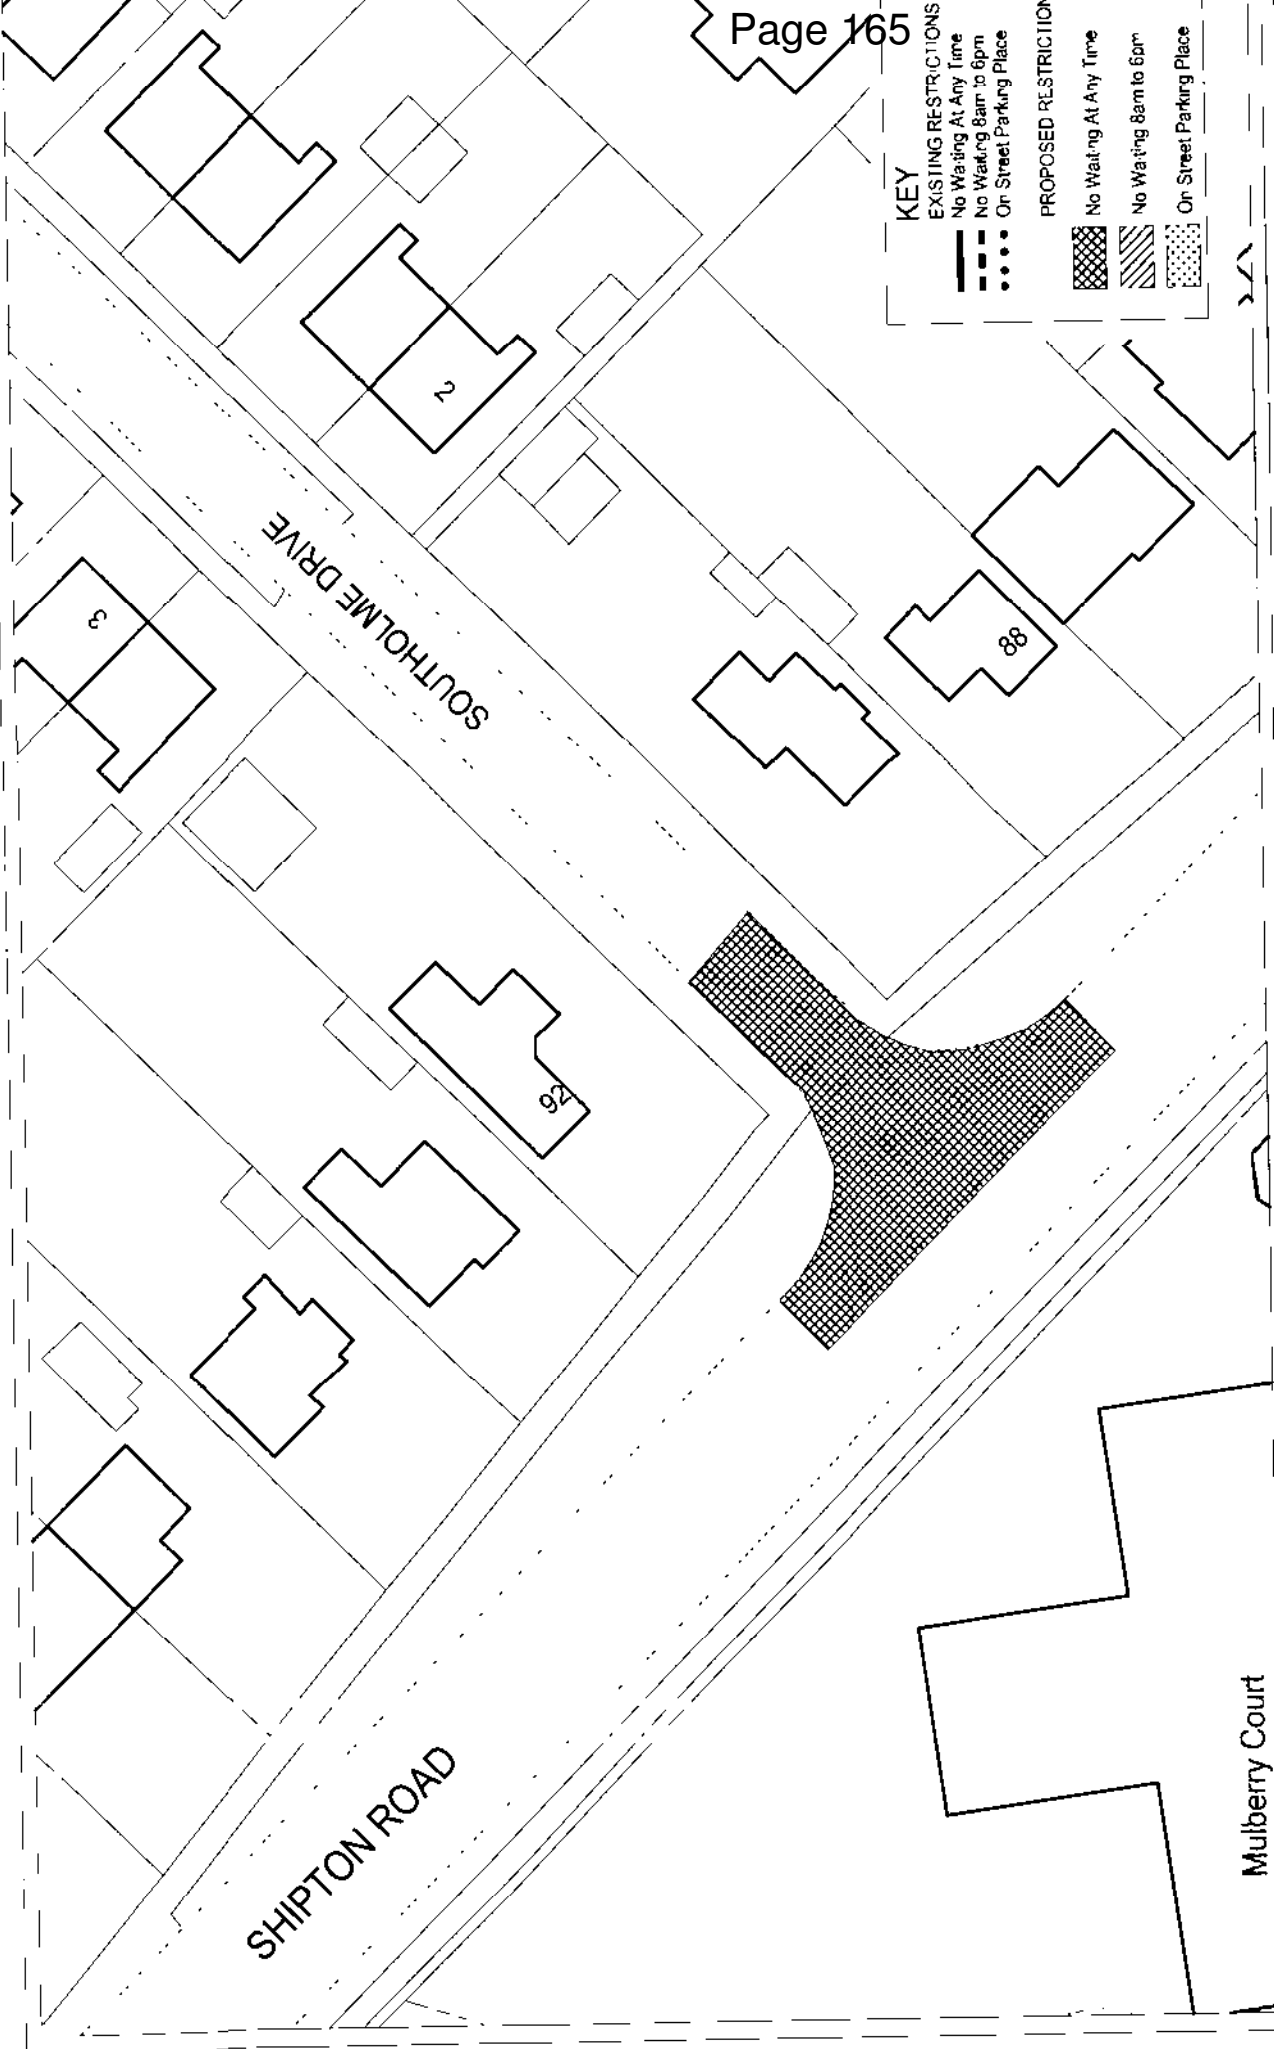 Page 165
KEY
EXISTING RESTRICTIONS
No Waiting At Any Time
No Waiting 8am to 6pm
On Street Parking Place
PROPOSED RESTRICTION
No Waiting At Any Time
No Waiting 8am to 6pm
On Street Parking Place
2
3
SOUTHOLME DRIVE
88
92
SHIPTON ROAD
Mulberry Court